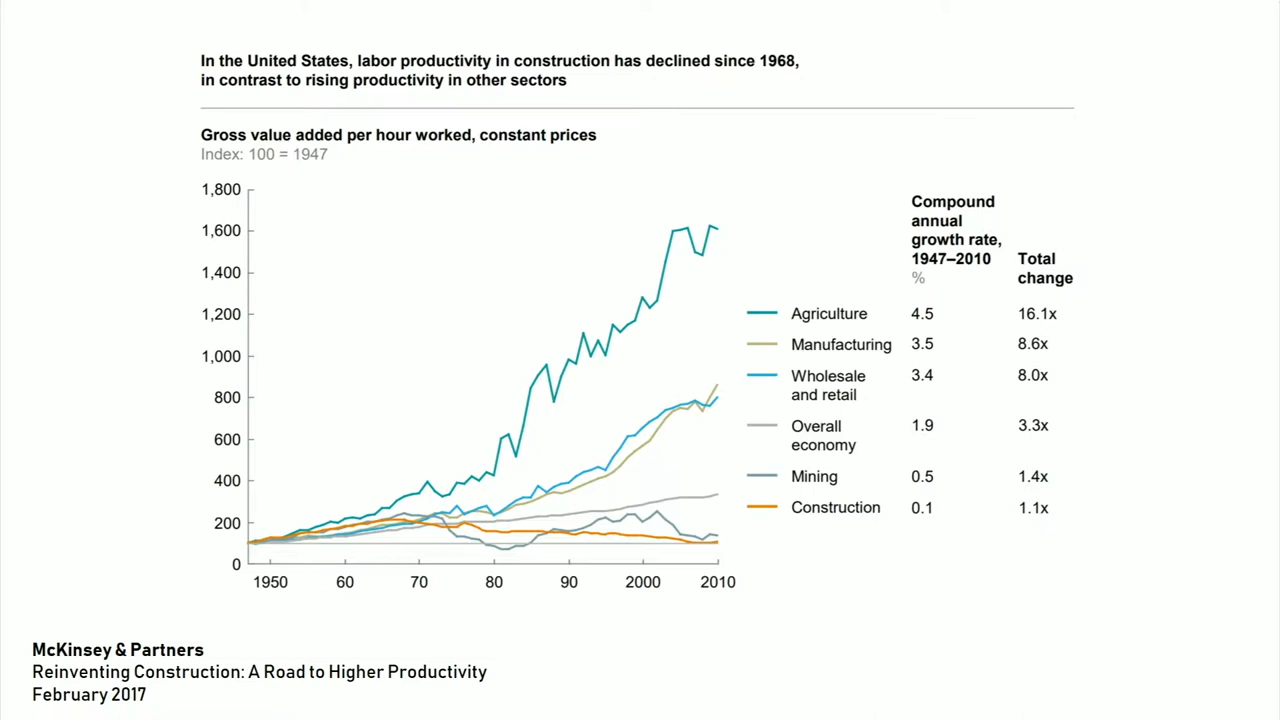 In the United States, labor productivity in construction has declined since 1968,
in contrast to rising productivity in other sectors
Gross value added per hour worked, constant prices
Index: 100 = 1947
1,800
1,600
1,400
1,200
1,000
800
600
400
200
0
1950
60
70
80
90
2000
2010
Compound
annual
growth rate,
1947–2010
%
Total
change
Agriculture 4.5 16.1x
Manufacturing 3.5 8.6x
Wholesale 3.4 8.0x
and retail
Overall 1.9 3.3x
economy
Mining 0.5 1.4x
Construction 0.1 1.1x
McKinsey & Partners
Reinventing Construction: A Road to Higher Productivity
February 2017